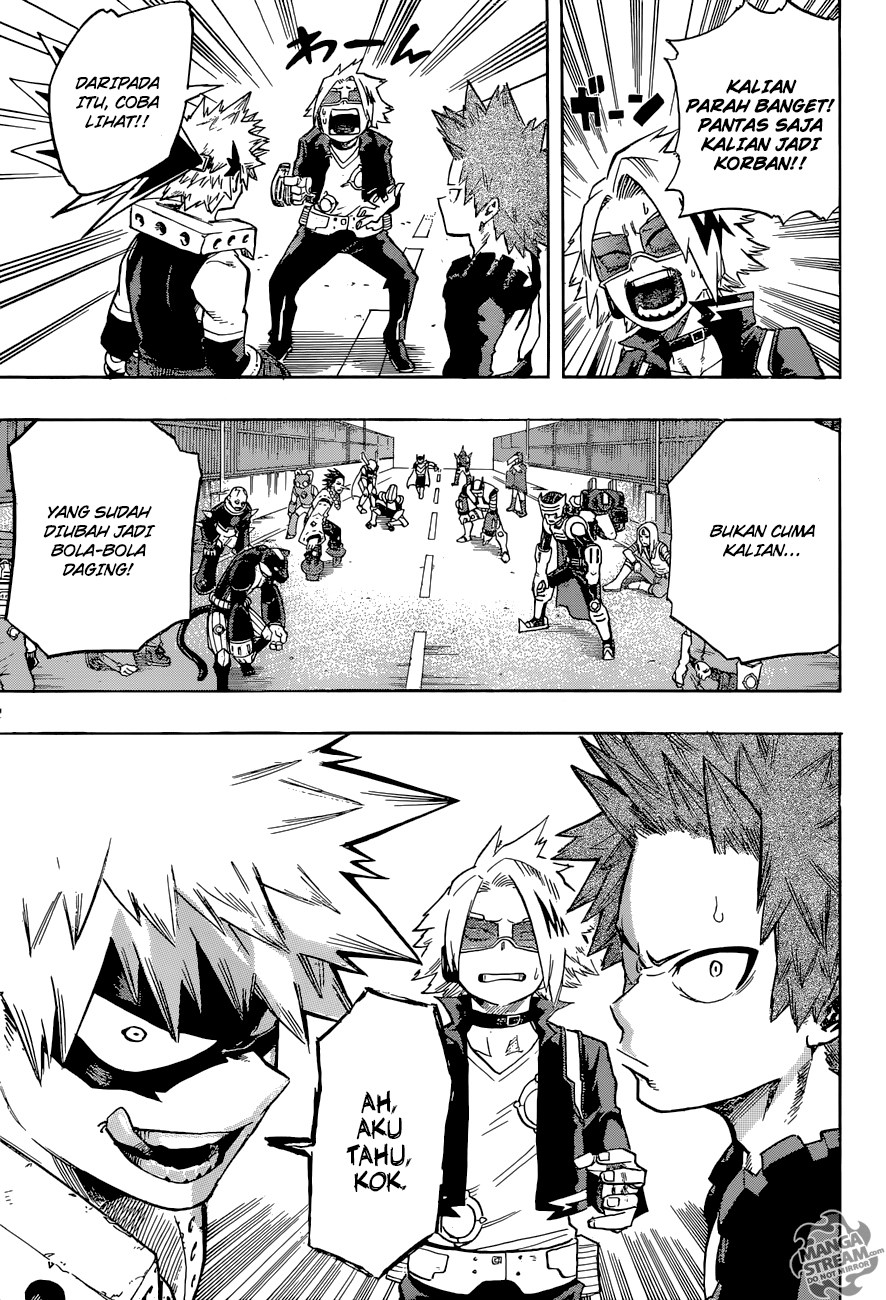 KALIAN
PARAH BANGET!
PANTAS SAJA
KALIAN JADI
KORBAN!!
ガーン
わーん
DARIPADA
ITU, COBA
LIHAT!!
BUKAN CUMA
KALIAN...
YANG SUDAH
DIUBAH JADI
BOLA-BOLA
DAGING!
AH,
AKU
TAHU,
KOK.
MANGA
STREAM.com
DO NOT MIRROR